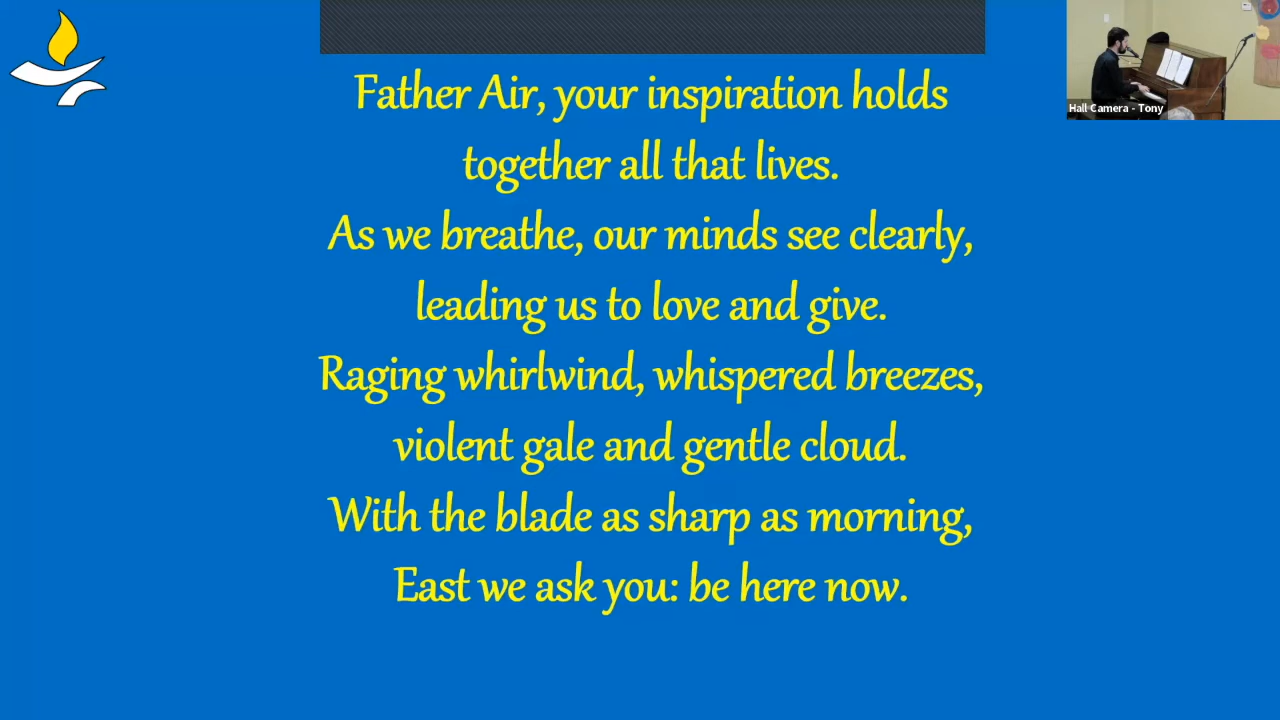 Father Air, your inspiration holds
together all that lives.
As we breathe, our minds see clearly,
leading us to love and give.
Raging whirlwind, whispered breezes,
violent gale and gentle cloud.
With the blade as sharp as morning,
East we ask you: be here now.
Hall Camera - Tony